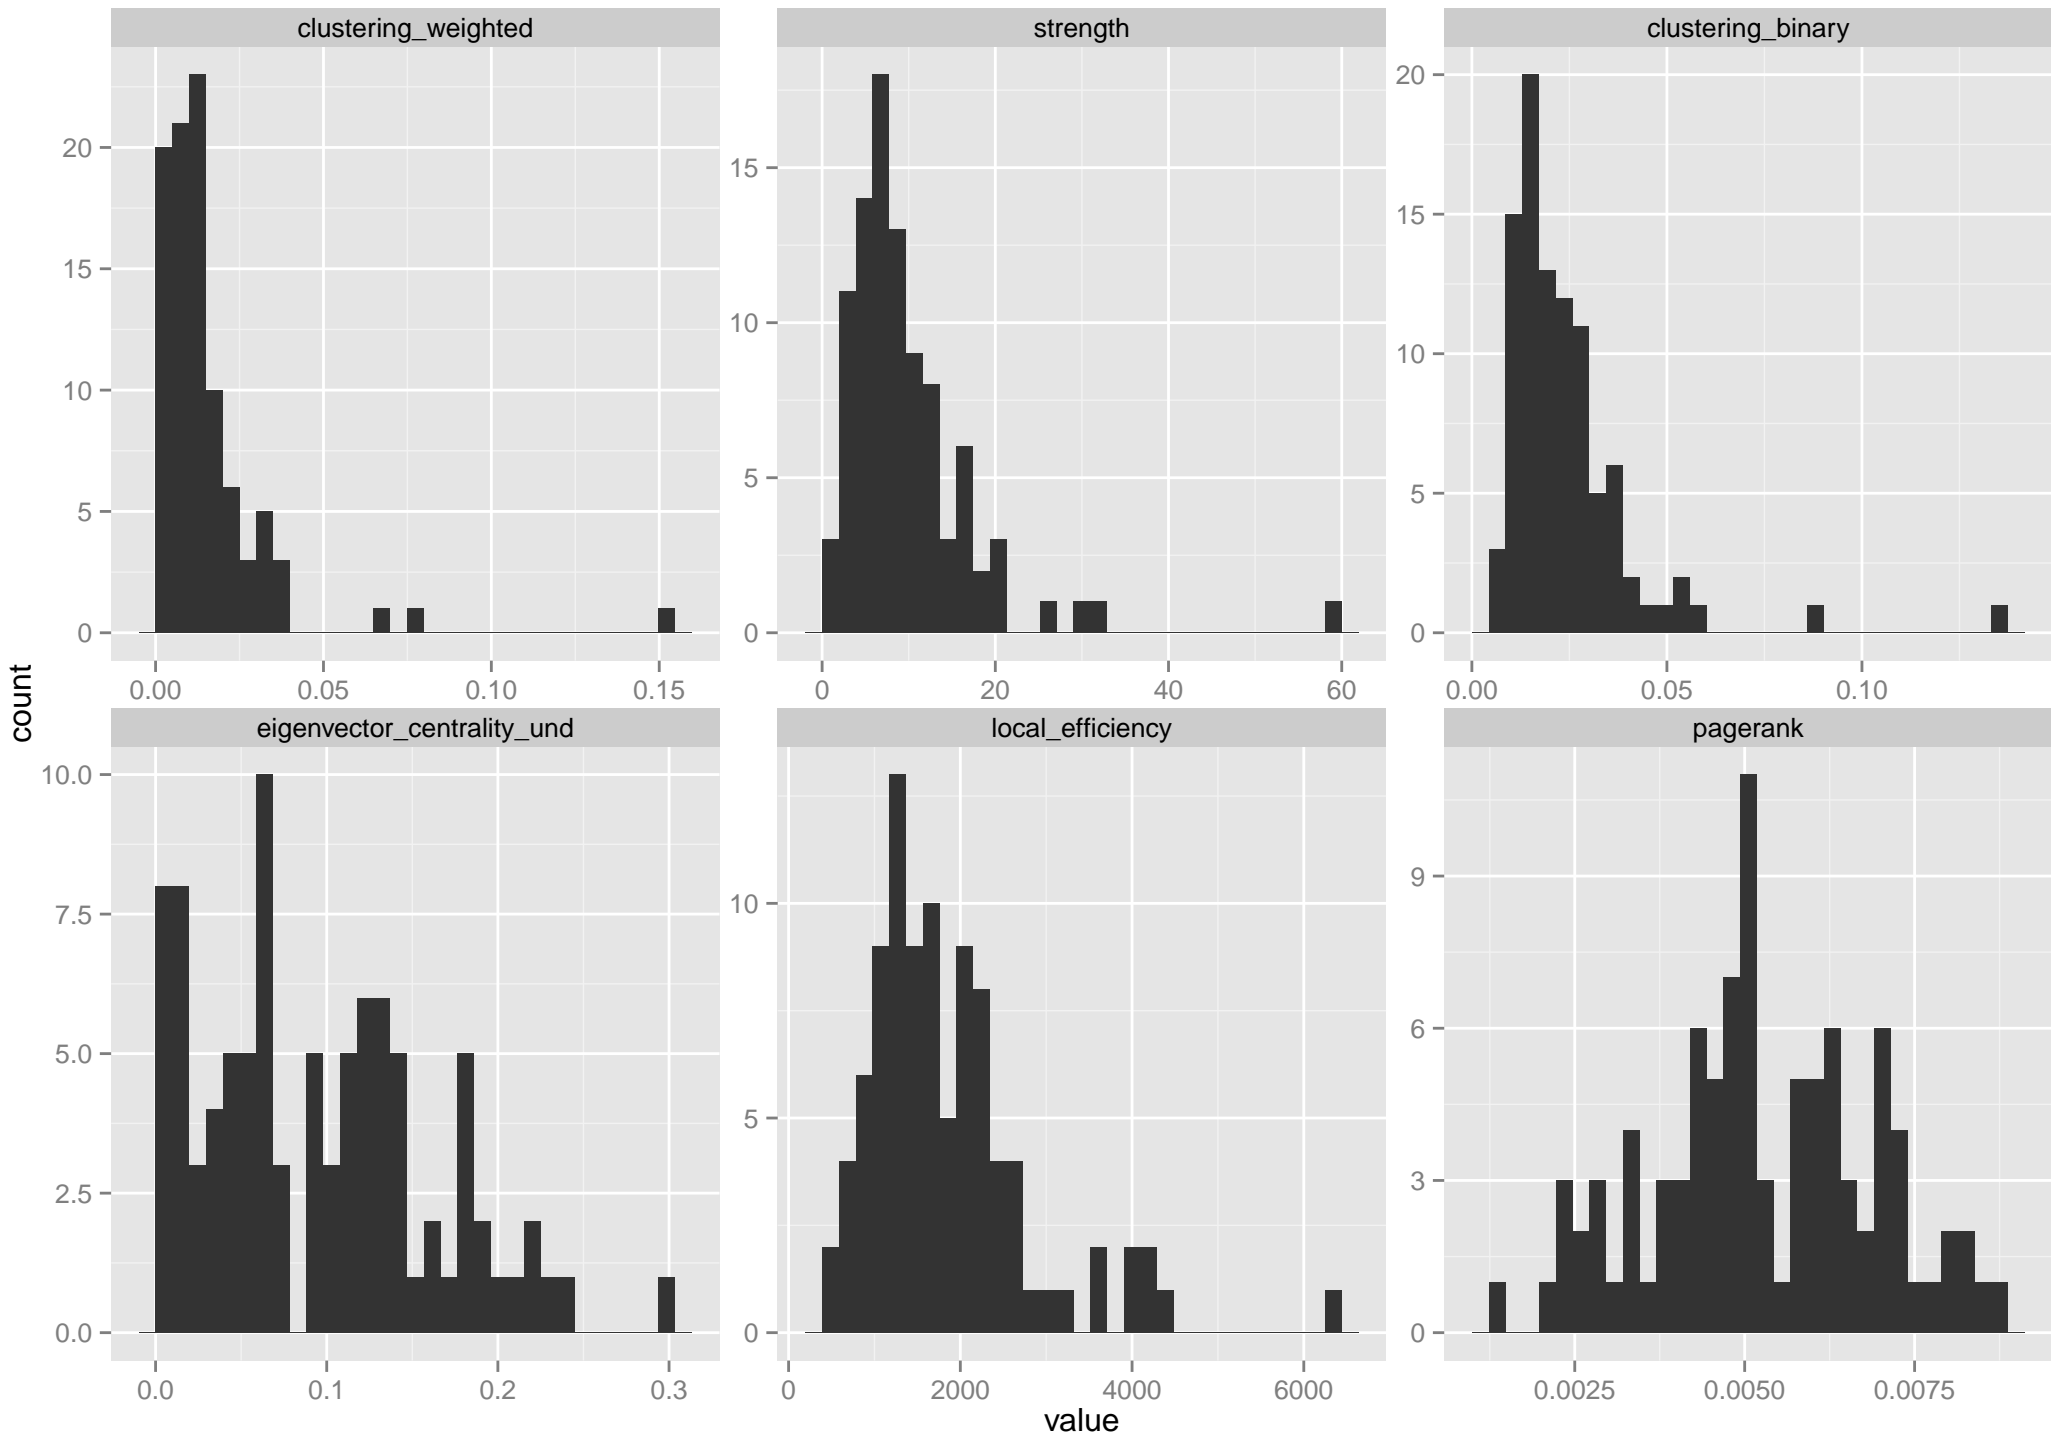 clustering_weighted
strength
clustering_binary
20
15
10
5
0
15
10
5
0
20
15
10
5
0
0.00 0.05 0.10 0.15
0 20 40 60
0.00 0.05 0.10
count
eigenvector_centrality_und
local_efficiency
pagerank
10.0
7.5
5.0
2.5
0.0
10
5
0
9
6
3
0
0.0 0.1 0.2 0.3
0 2000 4000 6000
0.0025 0.0050 0.0075
value